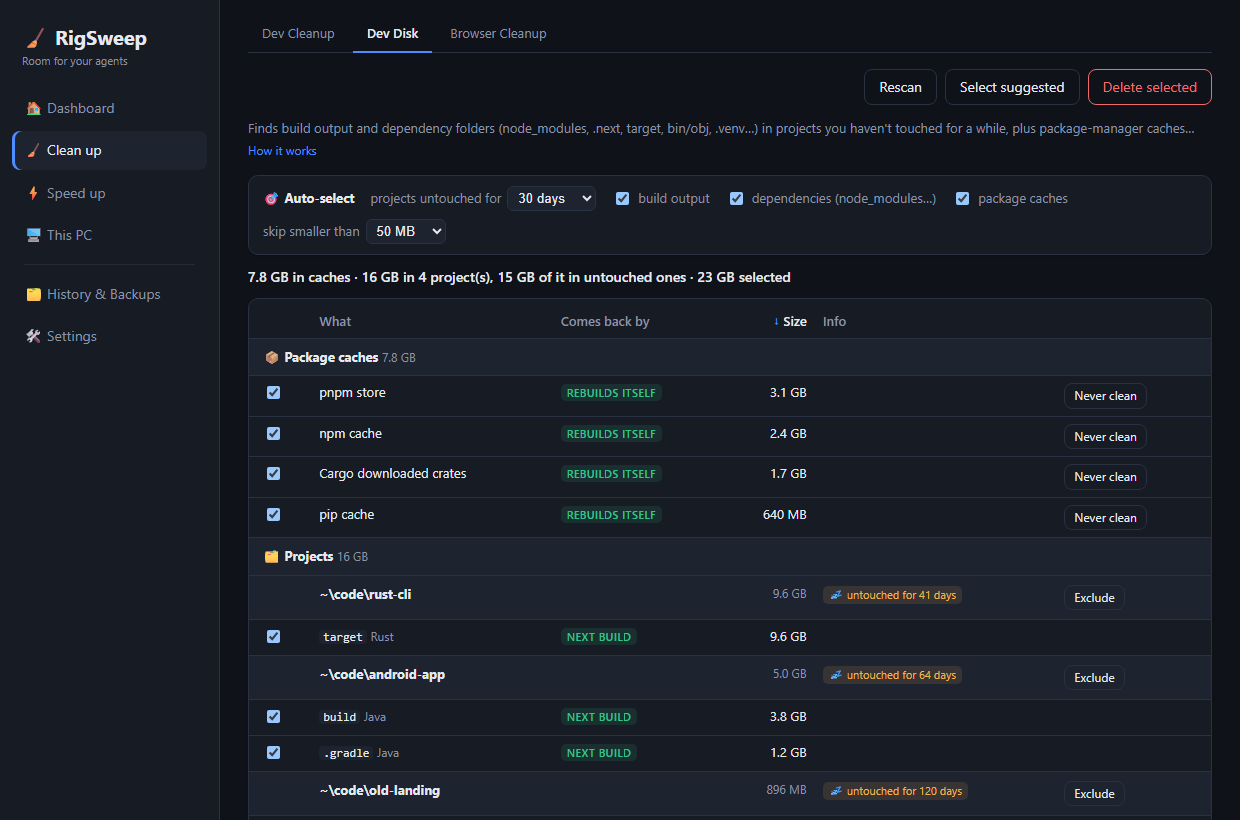 RigSweep
Room for your agents
Dashboard
Clean up
Speed up
This PC
History & Backups
Settings
Dev Cleanup Dev Disk Browser Cleanup
Rescan Select suggested Delete selected
Finds build output and dependency folders (node_modules, .next, target, bin/obj, .venv...) in projects you haven't touched for a while, plus package-manager caches...
How it works
Auto-select projects untouched for 30 days build output dependencies (node_modules...) package caches
skip smaller than 50 MB
7.8 GB in caches · 16 GB in 4 project(s), 15 GB of it in untouched ones · 23 GB selected
What Comes back by ↓ Size Info
Package caches 7.8 GB
pnpm store REBUILDS ITSELF 3.1 GB Never clean
npm cache REBUILDS ITSELF 2.4 GB Never clean
Cargo downloaded crates REBUILDS ITSELF 1.7 GB Never clean
pip cache REBUILDS ITSELF 640 MB Never clean
Projects 16 GB
~\code\rust-cli 9.6 GB untouched for 41 days Exclude
target Rust NEXT BUILD 9.6 GB
~\code\android-app 5.0 GB untouched for 64 days Exclude
build Java NEXT BUILD 3.8 GB
.gradle Java NEXT BUILD 1.2 GB
~\code\old-landing 896 MB untouched for 120 days Exclude